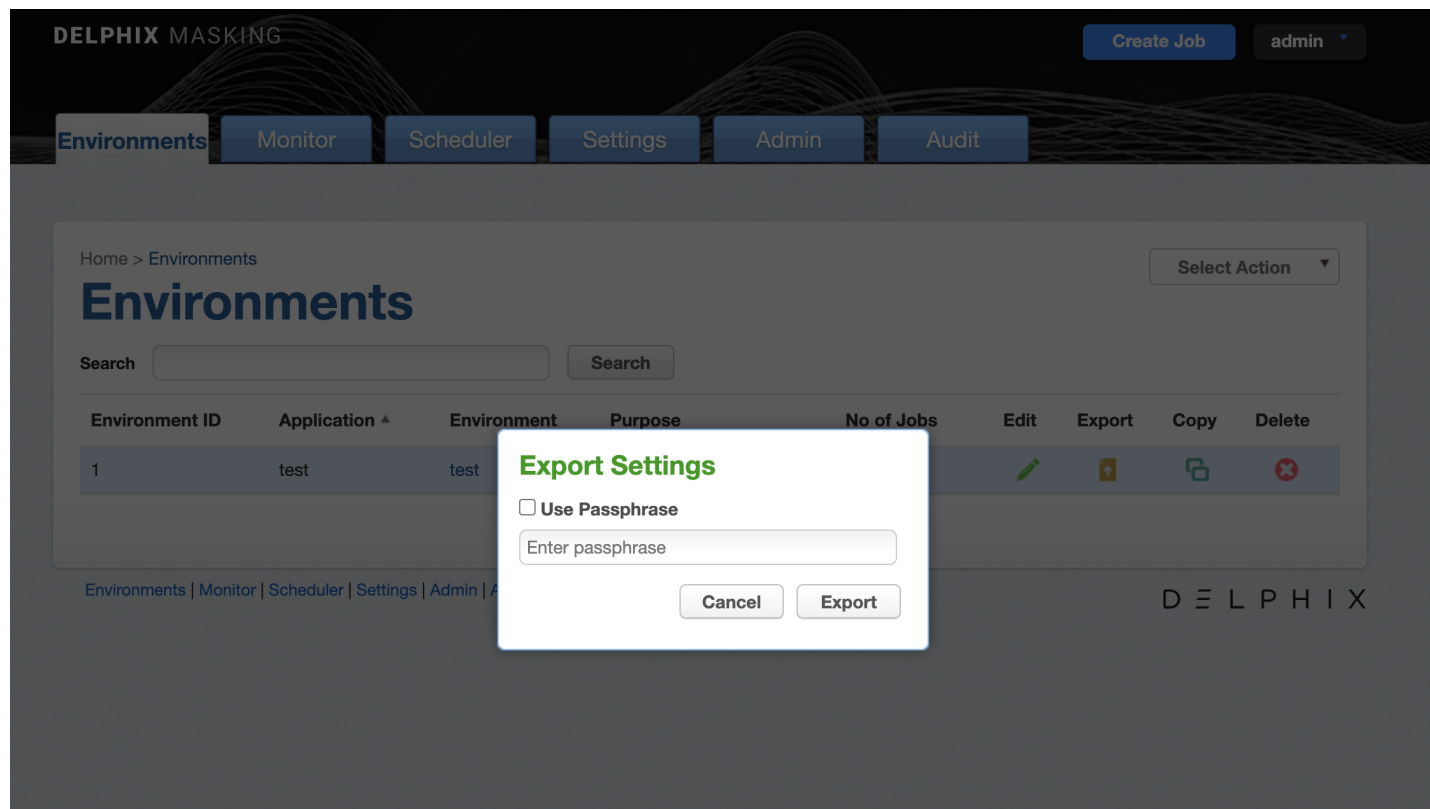 DELPHIX MASKING
Create Job
admin
Environments
Monitor
Scheduler
Settings
Admin
Audit
Home > Environments
Select Action
Environments
Search
Search
Environment ID
Application
Environment
Purpose
No of Jobs
Edit
Export
Copy
Delete
1
test
test
Export Settings
Use Passphrase
Enter passphrase
Cancel
Export
Environments | Monitor | Scheduler | Settings | Admin |
DELPHIX